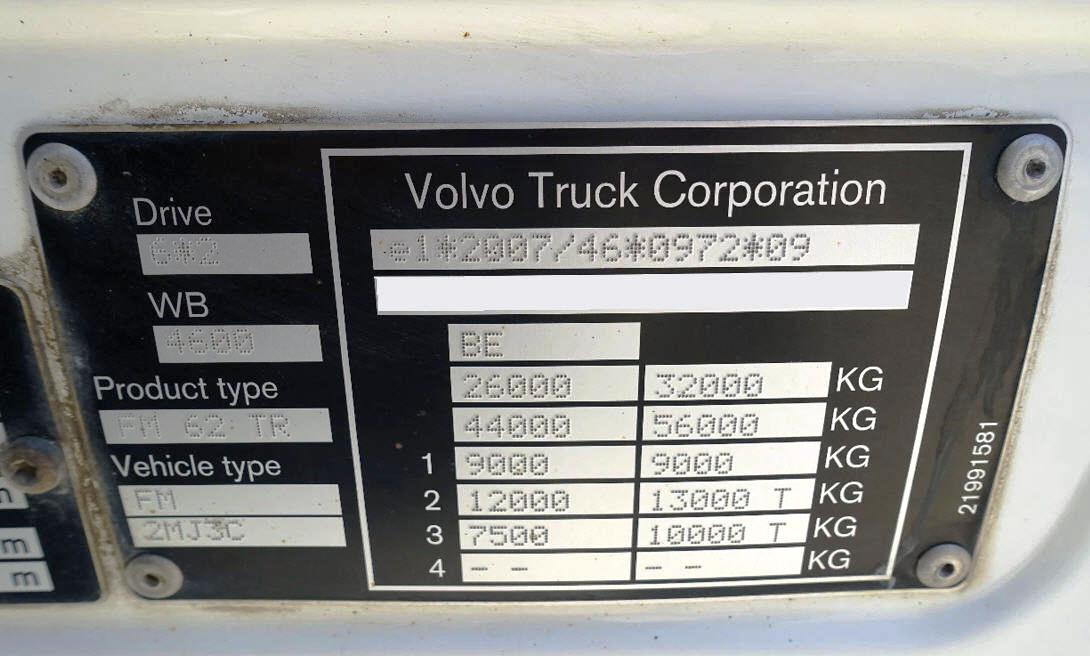 Drive
6*2
WB
4600
Product type
FM 62 TR
Vehicle type
FM
2MJ3C
Volvo Truck Corporation
e1*2007/46*0972*09
BE
26000 32000 KG
44000 56000 KG
1 9000 9000 KG
2 12000 13000 T KG
3 7500 10000 T KG
4 -- -- KG
21991581
m
m